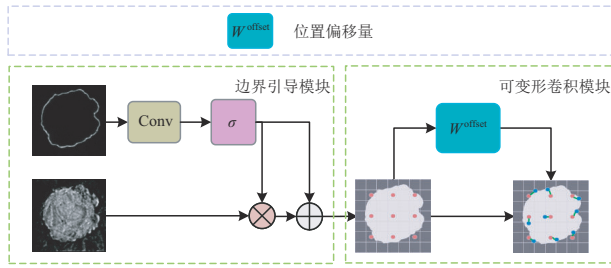 W^offset 位置偏移量
边界引导模块
可变形卷积模块
Conv
σ
W^offset